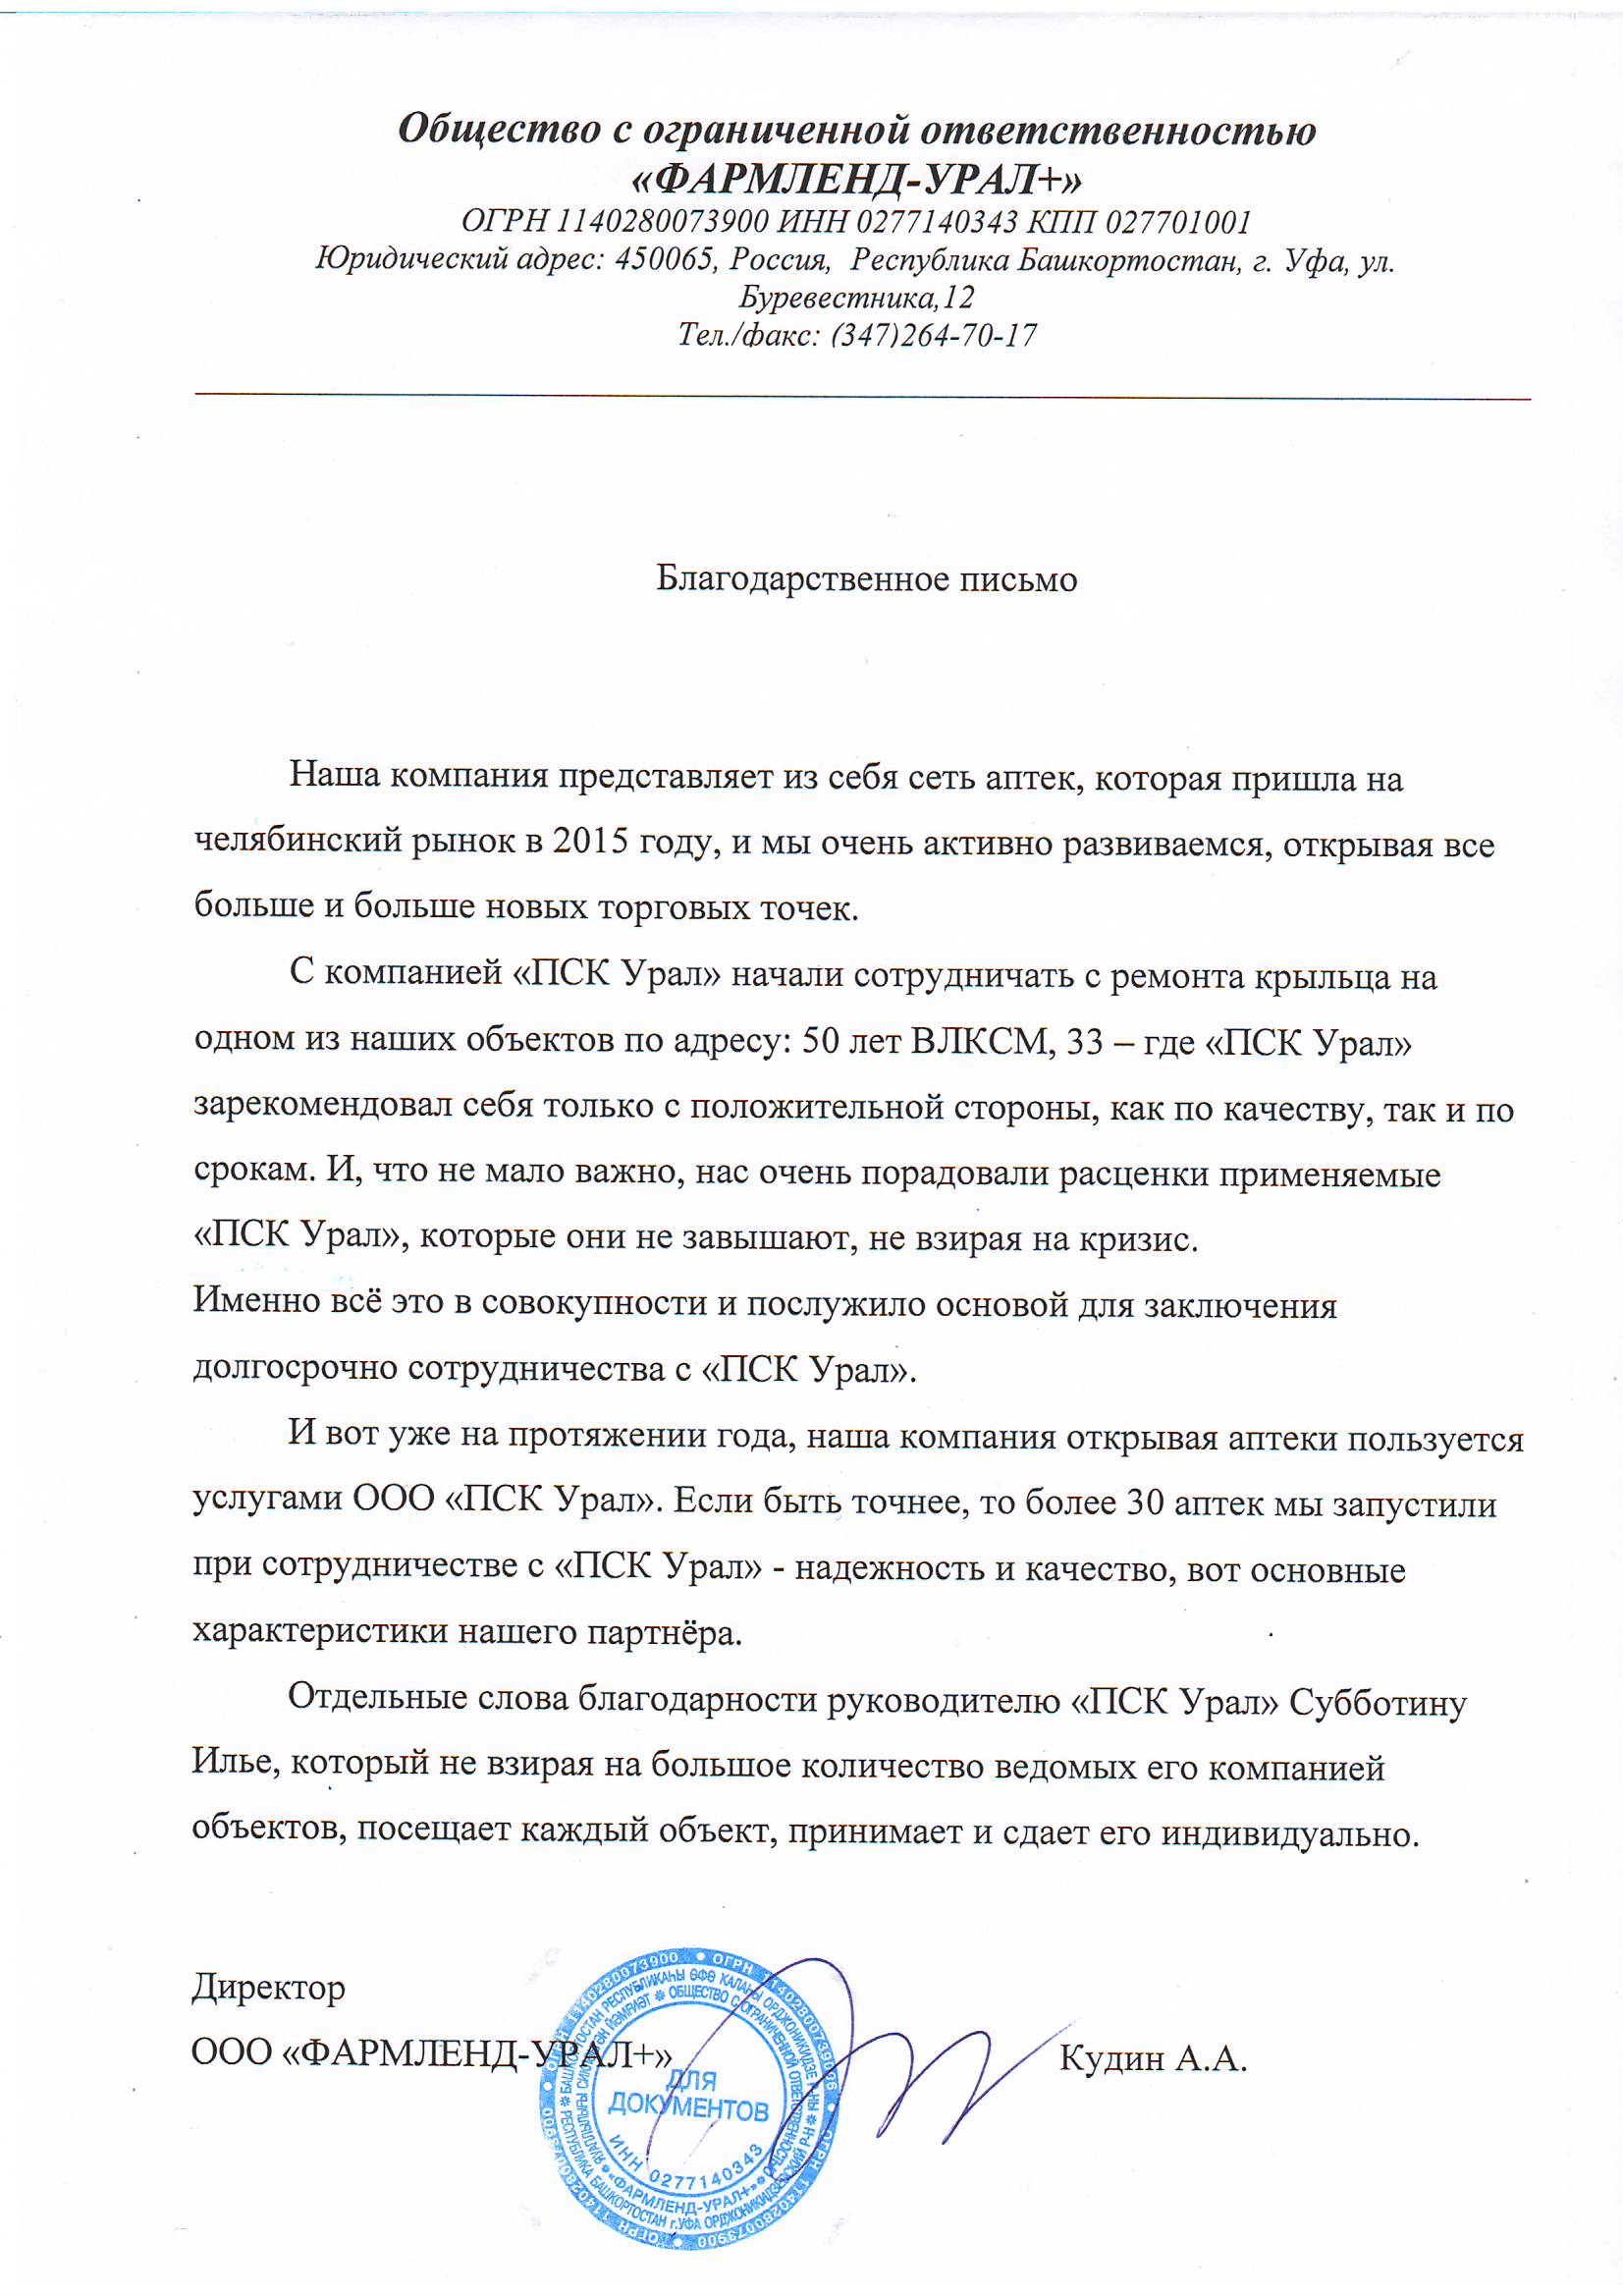 Общество с ограниченной ответственностью
«ФАРМЛЕНД-УРАЛ+»
ОГРН 1140280073900 ИНН 0277140343 КПП 027701001
Юридический адрес: 450065, Россия, Республика Башкортостан, г. Уфа, ул.
Буревестника,12
Тел./факс: (347)264-70-17
Благодарственное письмо
Наша компания представляет из себя сеть аптек, которая пришла на
челябинский рынок в 2015 году, и мы очень активно развиваемся, открывая все
больше и больше новых торговых точек.
С компанией «ПСК Урал» начали сотрудничать с ремонта крыльца на
одном из наших объектов по адресу: 50 лет ВЛКСМ, 33 – где «ПСК Урал»
зарекомендовал себя только с положительной стороны, как по качеству, так и по
срокам. И, что не мало важно, нас очень порадовали расценки применяемые
«ПСК Урал», которые они не завышают, не взирая на кризис.
Именно всё это в совокупности и послужило основой для заключения
долгосрочно сотрудничества с «ПСК Урал».
И вот уже на протяжении года, наша компания открывая аптеки пользуется
услугами ООО «ПСК Урал». Если быть точнее, то более 30 аптек мы запустили
при сотрудничестве с «ПСК Урал» - надежность и качество, вот основные
характеристики нашего партнёра.
Отдельные слова благодарности руководителю «ПСК Урал» Субботину
Илье, который не взирая на большое количество ведомых его компанией
объектов, посещает каждый объект, принимает и сдает его индивидуально.
Директор
ООО «ФАРМЛЕНД-УРАЛ+» Кудин А.А.
ДЛЯ
ДОКУМЕНТОВ
ИНН 0277140343
«ФАРМЛЕНД-УРАЛ+»
ОБЩЕСТВО С ОГРАНИЧЕННОЙ ОТВЕТСТВЕННОСТЬЮ
РЕСПУБЛИКА БАШКОРТОСТАН г.УФА ОРДЖОНИКИДЗЕВСКИЙ Р-Н
БАШКОРТОСТАН РЕСПУБЛИКАҺЫ ӨФӨ ҠАЛАҺЫ ОРДЖОНИКИДЗЕ Р-НЫ
ОГРН 1140280073900